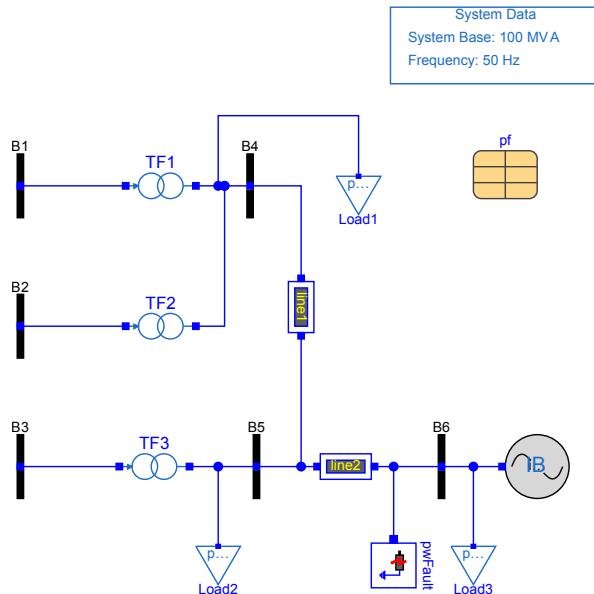 System Data
System Base: 100 MVA
Frequency: 50 Hz
pf
B1
TF1
B4
p...
Load1
B2
TF2
line1
B3
TF3
B5
line2
B6
iB
p...
Load2
pwFault
p...
Load3